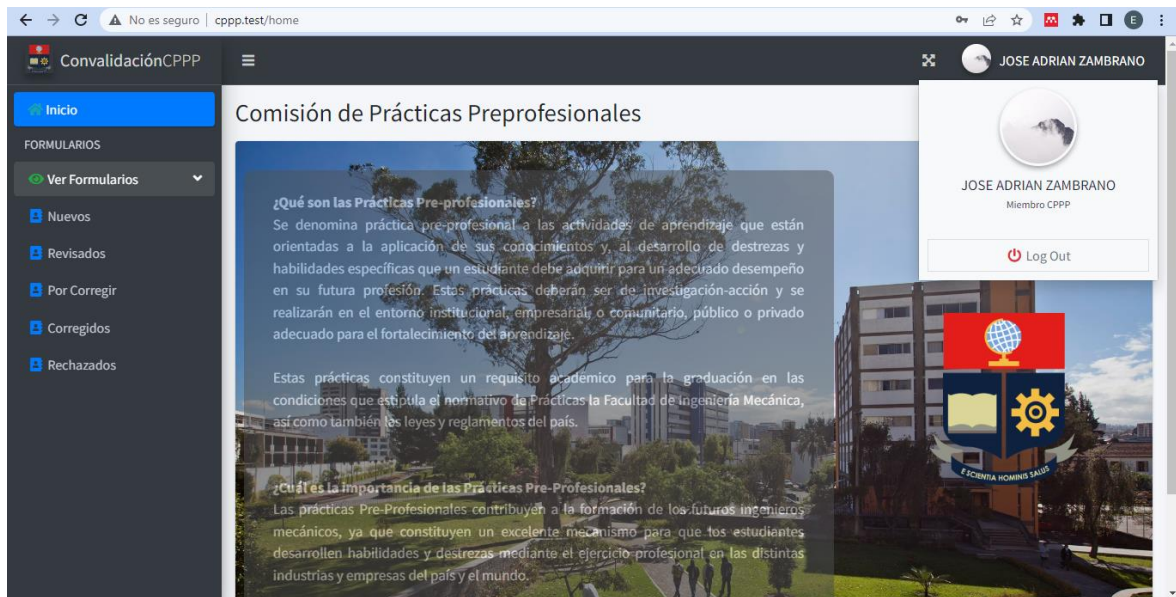 No es seguro | cppp.test/home
E
ConvalidaciónCPPP
JOSE ADRIAN ZAMBRANO
Inicio
FORMULARIOS
Ver Formularios
Nuevos
Revisados
Por Corregir
Corregidos
Rechazados
Comisión de Prácticas Preprofesionales
¿Qué son las Prácticas Pre-profesionales?
Se denomina práctica pre-profesional a las actividades de aprendizaje que están
orientadas a la aplicación de sus conocimientos y, al desarrollo de destrezas y
habilidades específicas que un estudiante debe adquirir para un adecuado desempeño
en su futura profesión. Estas prácticas deberán ser de investigación-acción y se
realizarán en el entorno institucional, empresarial, o comunitario, público o privado
adecuado para el fortalecimiento del aprendizaje.
Estas prácticas constituyen un requisito académico para la graduación en las
condiciones que estipula el normativo de Prácticas la Facultad de Ingeniería Mecánica,
así como también las leyes y reglamentos del país.
¿Cuál es la importancia de las Prácticas Pre-Profesionales?
Las prácticas Pre-Profesionales contribuyen a la formación de los futuros ingenieros
mecánicos, ya que constituyen un excelente mecanismo para que los estudiantes
desarrollen habilidades y destrezas mediante el ejercicio profesional en las distintas
industrias y empresas del país y el mundo.
JOSE ADRIAN ZAMBRANO
Miembro CPPP
Log Out
E SCIENTIA HOMINIS SALUS